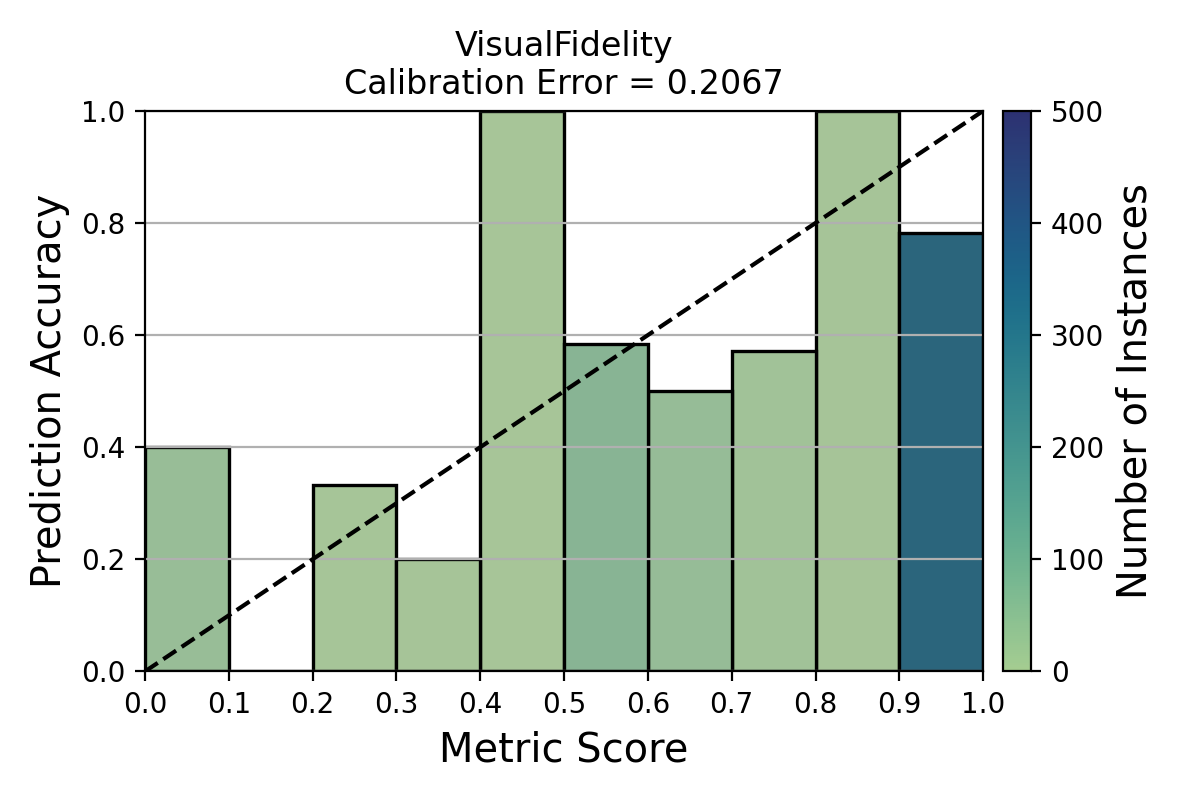 VisualFidelity
Calibration Error = 0.2067
1.0
0.8
0.6
0.4
0.2
0.0
Prediction Accuracy
0.0 0.1 0.2 0.3 0.4 0.5 0.6 0.7 0.8 0.9 1.0
Metric Score
500
400
300
200
100
0
Number of Instances